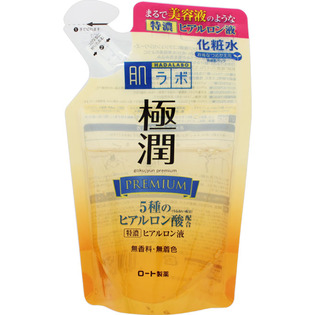 まるで美容液のような
特濃 ヒアルロン液
化粧水
HADALABO
肌ラボ
極潤
gokujyun premium
PREMIUM
5種の
ヒアルロン酸配合
特濃 ヒアルロン液
無香料・無着色
ロート製薬